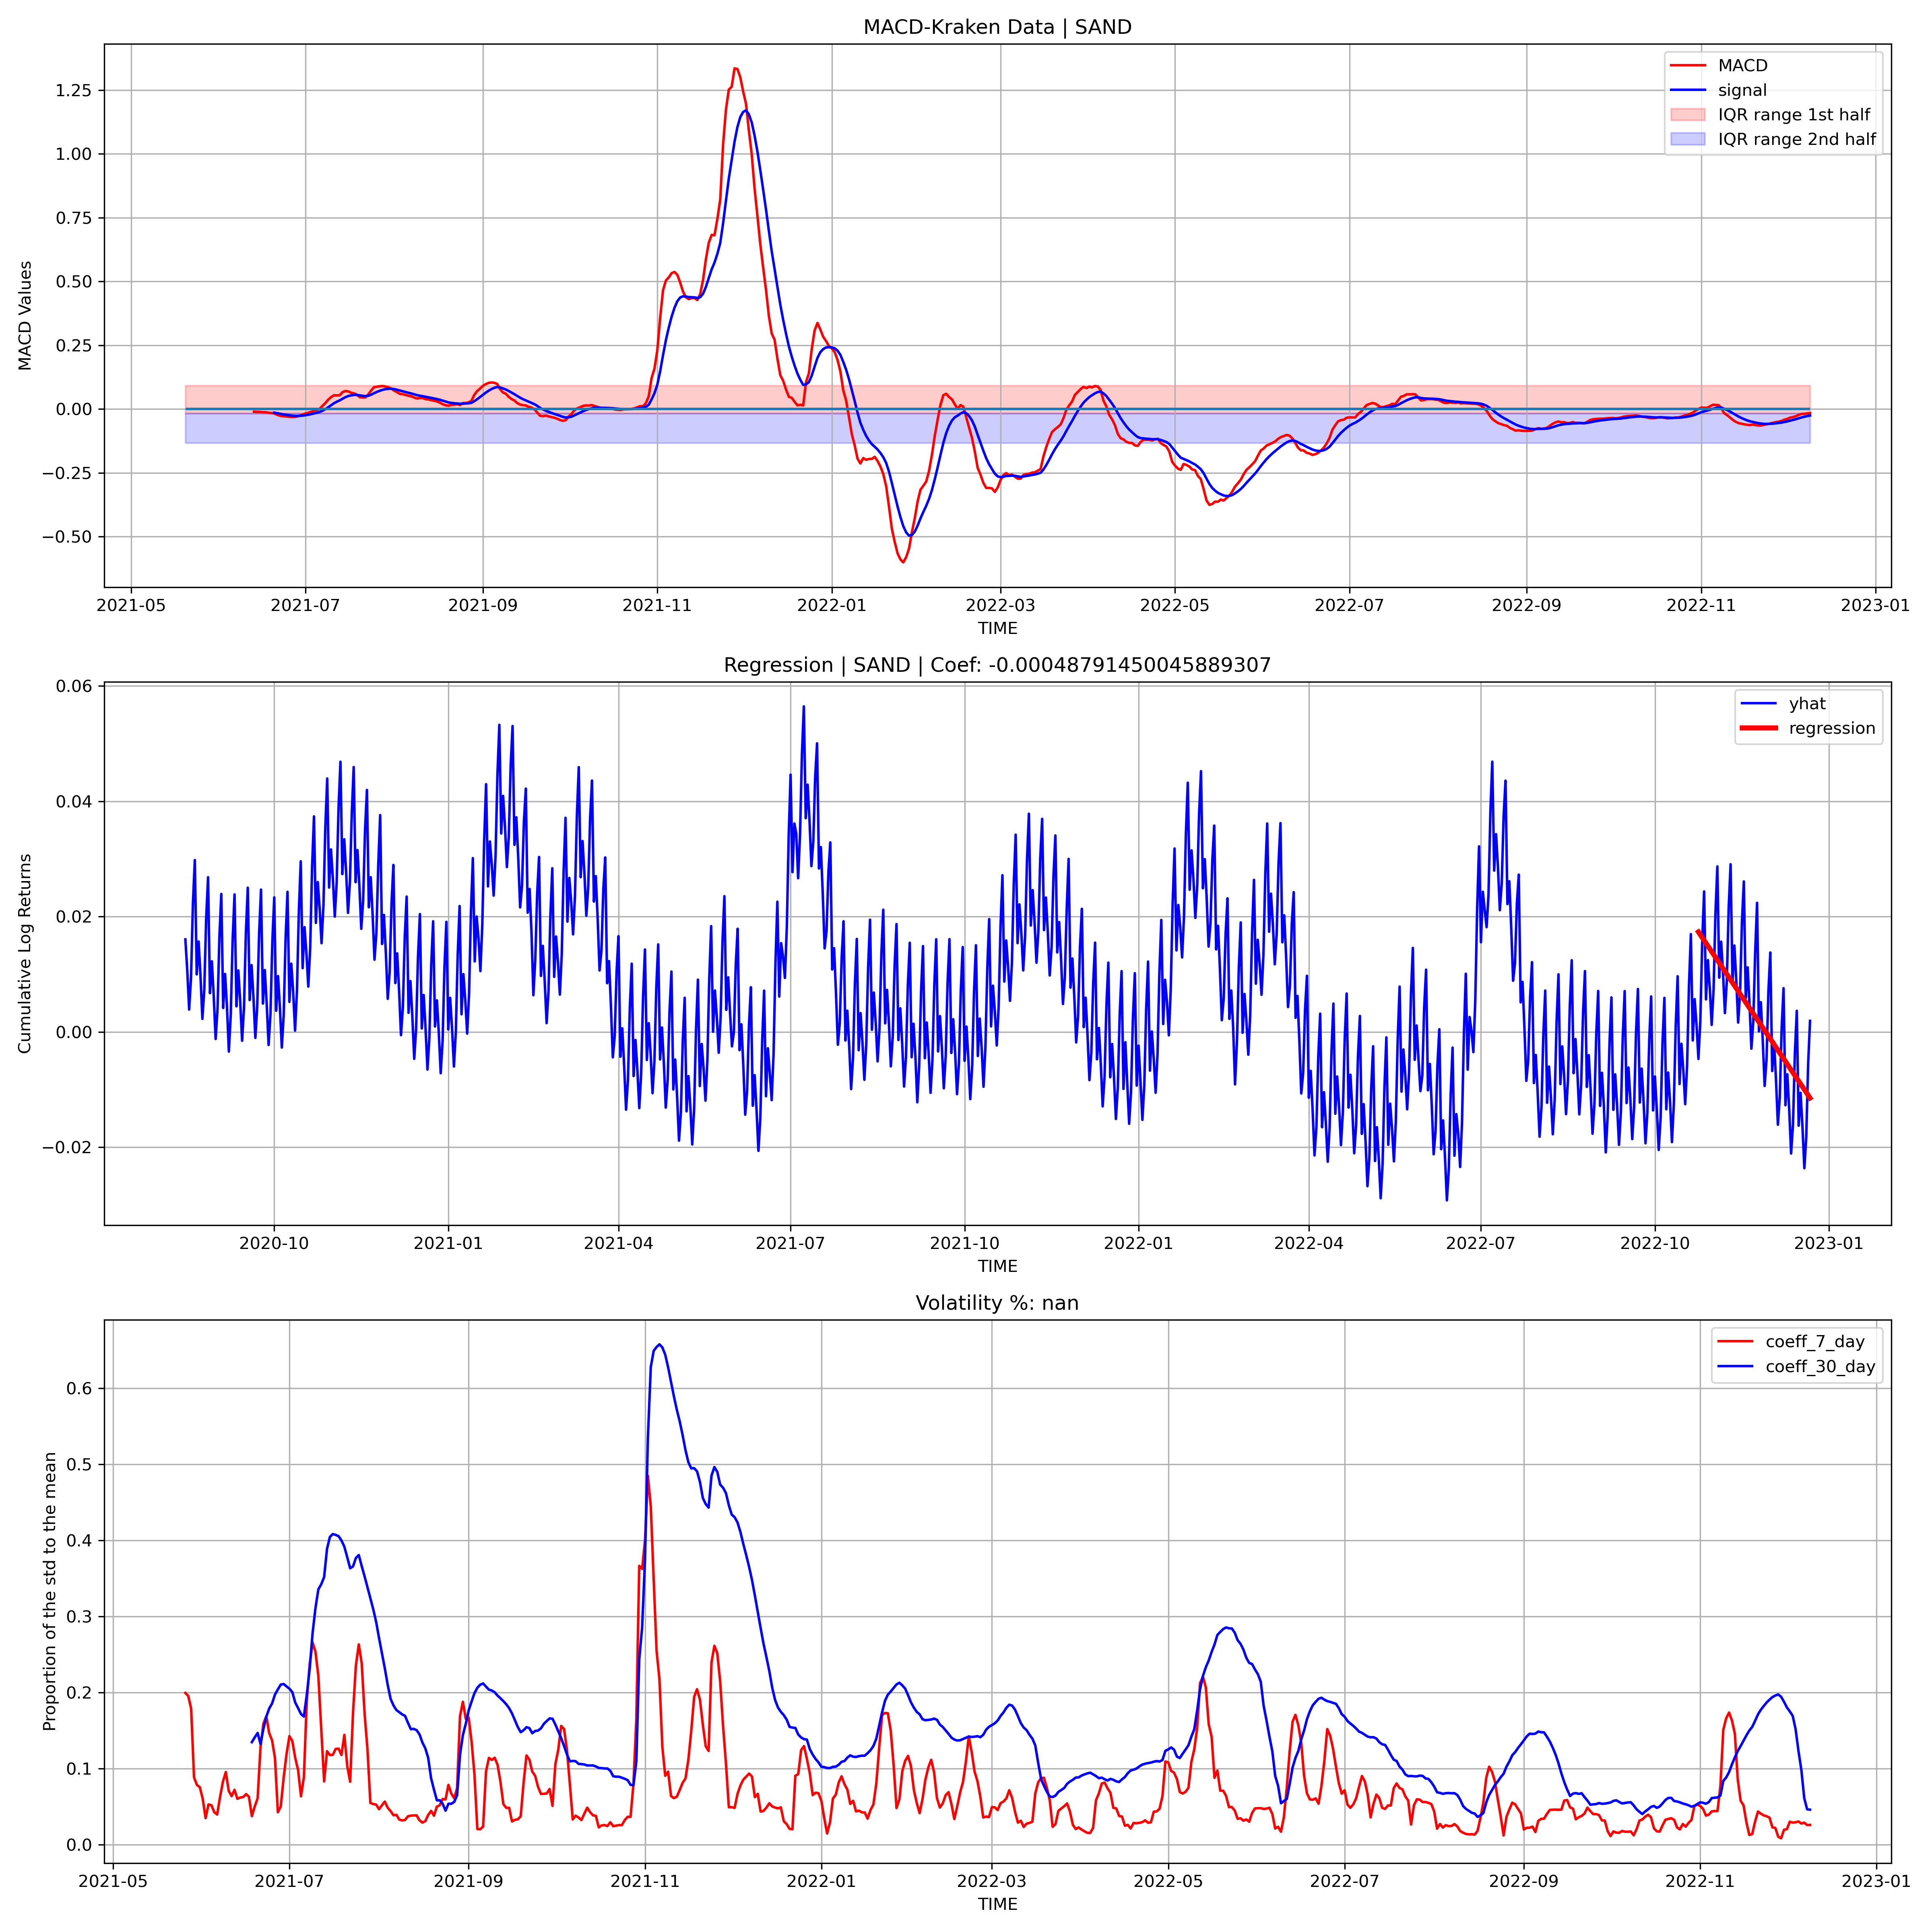 MACD-Kraken Data | SAND
MACD Values
1.25
1.00
0.75
0.50
0.25
0.00
−0.25
−0.50
MACD
signal
IQR range 1st half
IQR range 2nd half
2021-05 2021-07 2021-09 2021-11 2022-01 2022-03 2022-05 2022-07 2022-09 2022-11 2023-01
TIME
Regression | SAND | Coef: -0.00048791450045889307
Cumulative Log Returns
0.06
0.04
0.02
0.00
−0.02
yhat
regression
2020-10 2021-01 2021-04 2021-07 2021-10 2022-01 2022-04 2022-07 2022-10 2023-01
TIME
Volatility %: nan
Proportion of the std to the mean
0.6
0.5
0.4
0.3
0.2
0.1
0.0
coeff_7_day
coeff_30_day
2021-05 2021-07 2021-09 2021-11 2022-01 2022-03 2022-05 2022-07 2022-09 2022-11 2023-01
TIME